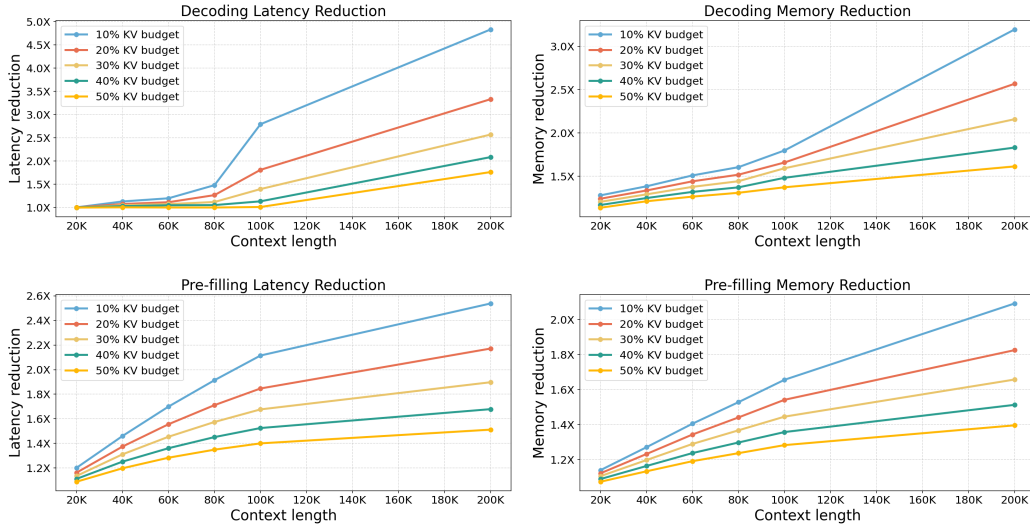 Decoding Latency Reduction
5.0X
4.5X
4.0X
3.5X
3.0X
2.5X
2.0X
1.5X
1.0X
Latency reduction
10% KV budget
20% KV budget
30% KV budget
40% KV budget
50% KV budget
20K 40K 60K 80K 100K 120K 140K 160K 180K 200K
Context length
Decoding Memory Reduction
3.0X
2.5X
2.0X
1.5X
Memory reduction
10% KV budget
20% KV budget
30% KV budget
40% KV budget
50% KV budget
20K 40K 60K 80K 100K 120K 140K 160K 180K 200K
Context length
Pre-filling Latency Reduction
2.6X
2.4X
2.2X
2.0X
1.8X
1.6X
1.4X
1.2X
Latency reduction
10% KV budget
20% KV budget
30% KV budget
40% KV budget
50% KV budget
20K 40K 60K 80K 100K 120K 140K 160K 180K 200K
Context length
Pre-filling Memory Reduction
2.0X
1.8X
1.6X
1.4X
1.2X
Memory reduction
10% KV budget
20% KV budget
30% KV budget
40% KV budget
50% KV budget
20K 40K 60K 80K 100K 120K 140K 160K 180K 200K
Context length